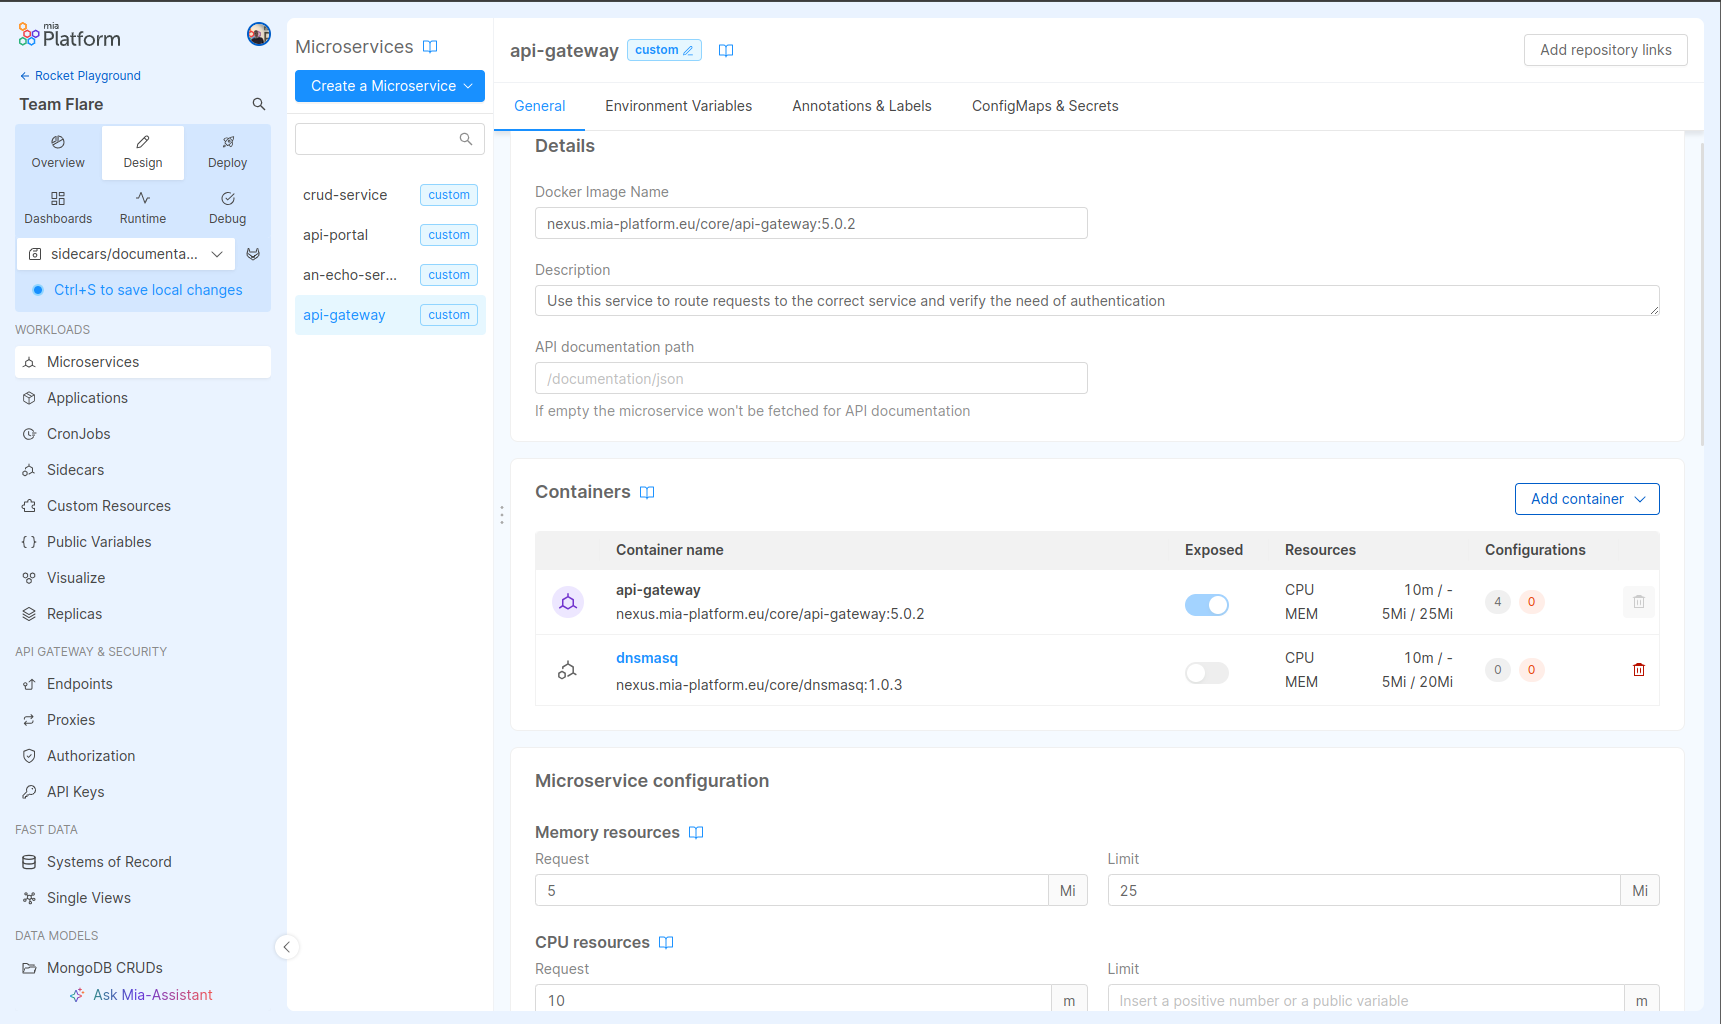 mia
Platform
Rocket Playground
Team Flare
Overview
Design
Deploy
Dashboards
Runtime
Debug
sidecars/documenta...
Ctrl+S to save local changes
WORKLOADS
Microservices
Applications
CronJobs
Sidecars
Custom Resources
Public Variables
Visualize
Replicas
API GATEWAY & SECURITY
Endpoints
Proxies
Authorization
API Keys
FAST DATA
Systems of Record
Single Views
DATA MODELS
MongoDB CRUDs
Ask Mia-Assistant
Microservices
Create a Microservice
crud-service custom
api-portal custom
an-echo-ser... custom
api-gateway custom
api-gateway custom
Add repository links
General Environment Variables Annotations & Labels ConfigMaps & Secrets
Details
Docker Image Name
nexus.mia-platform.eu/core/api-gateway:5.0.2
Description
Use this service to route requests to the correct service and verify the need of authentication
API documentation path
/documentation/json
If empty the microservice won't be fetched for API documentation
Containers
Add container
Container name Exposed Resources Configurations
api-gateway
nexus.mia-platform.eu/core/api-gateway:5.0.2
CPU 10m / -
MEM 5Mi / 25Mi
4 0
dnsmasq
nexus.mia-platform.eu/core/dnsmasq:1.0.3
CPU 10m / -
MEM 5Mi / 20Mi
0 0
Microservice configuration
Memory resources
Request Limit
5 Mi 25 Mi
CPU resources
Request Limit
10 m Insert a positive number or a public variable m